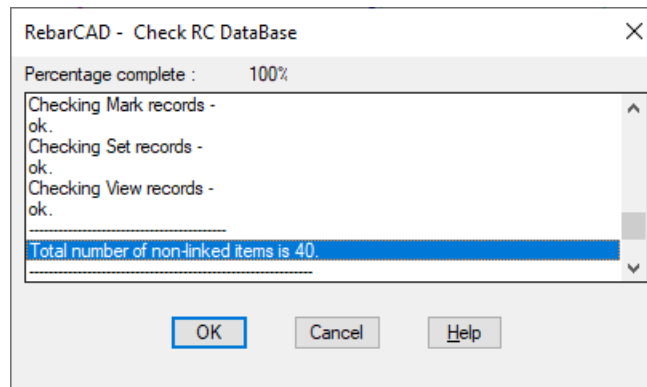 RebarCAD - Check RC DataBase
Percentage complete : 100%
Checking Mark records -
ok.
Checking Set records -
ok.
Checking View records -
ok.
----------------------------------------
Total number of non-linked items is 40.
----------------------------------------------------------
OK Cancel Help